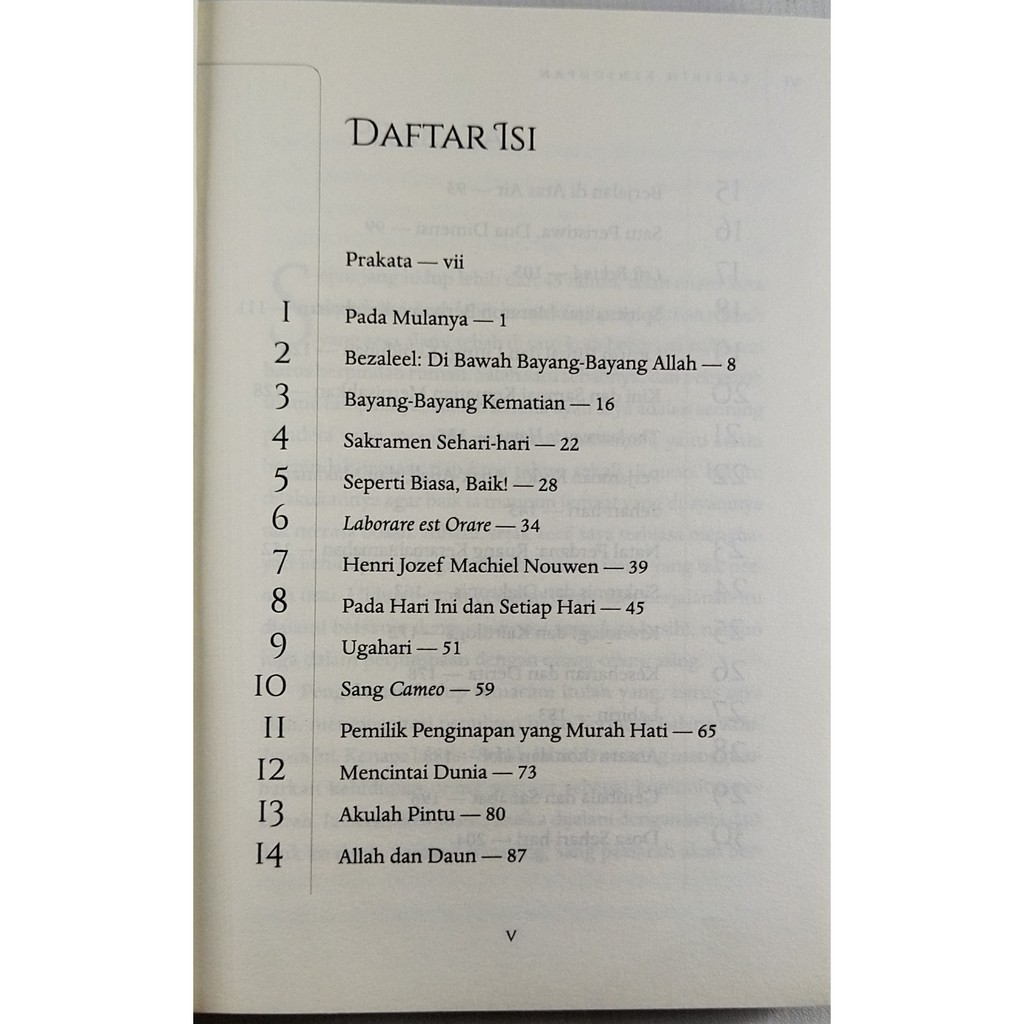 DAFTAR ISI
Prakata — vii
1 Pada Mulanya — 1
2 Bezaleel: Di Bawah Bayang-Bayang Allah — 8
3 Bayang-Bayang Kematian — 16
4 Sakramen Sehari-hari — 22
5 Seperti Biasa, Baik! — 28
6 Laborare est Orare — 34
7 Henri Jozef Machiel Nouwen — 39
8 Pada Hari Ini dan Setiap Hari — 45
9 Ugahari — 51
10 Sang Cameo — 59
11 Pemilik Penginapan yang Murah Hati — 65
12 Mencintai Dunia — 73
13 Akulah Pintu — 80
14 Allah dan Daun — 87
v